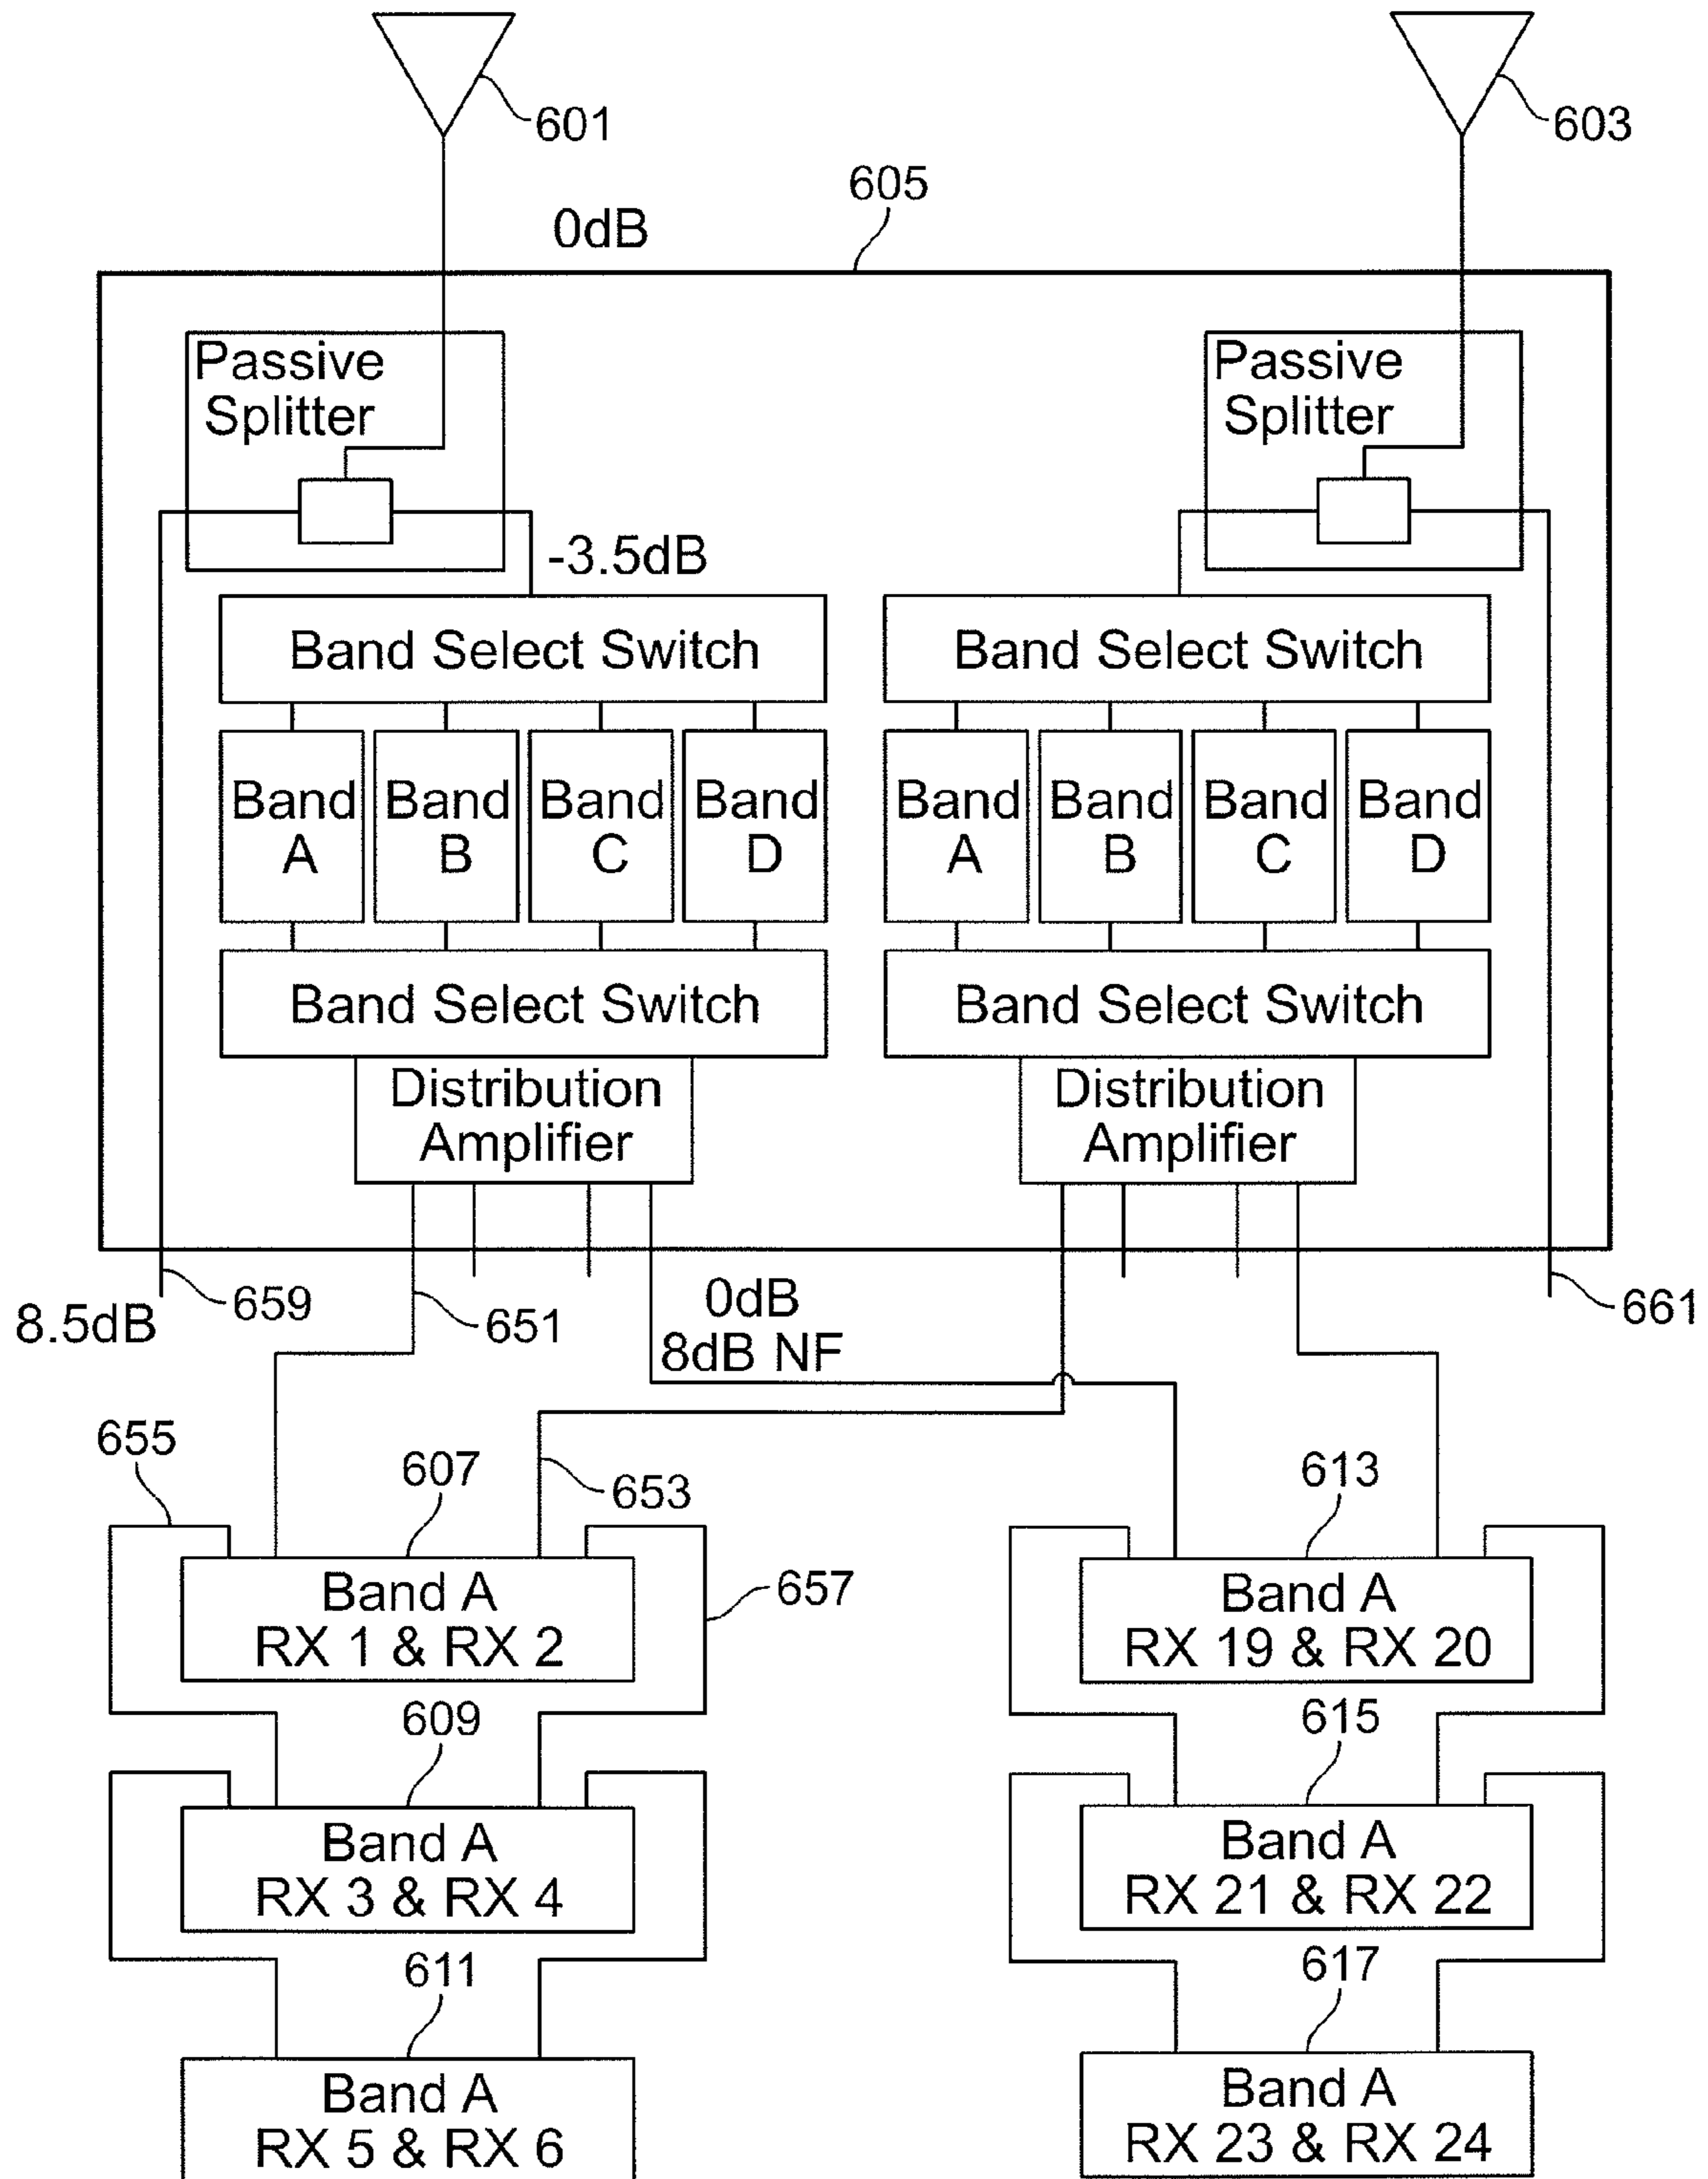 601
603
605
0dB
Passive
Splitter
Passive
Splitter
-3.5dB
Band Select Switch
Band Select Switch
Band
A
Band
B
Band
C
Band
D
Band
A
Band
B
Band
C
Band
D
Band Select Switch
Band Select Switch
Distribution
Amplifier
Distribution
Amplifier
8.5dB
659
651
0dB
8dB NF
661
655
607
653
613
Band A
RX 1 & RX 2
657
Band A
RX 19 & RX 20
609
615
Band A
RX 3 & RX 4
Band A
RX 21 & RX 22
611
617
Band A
RX 5 & RX 6
Band A
RX 23 & RX 24